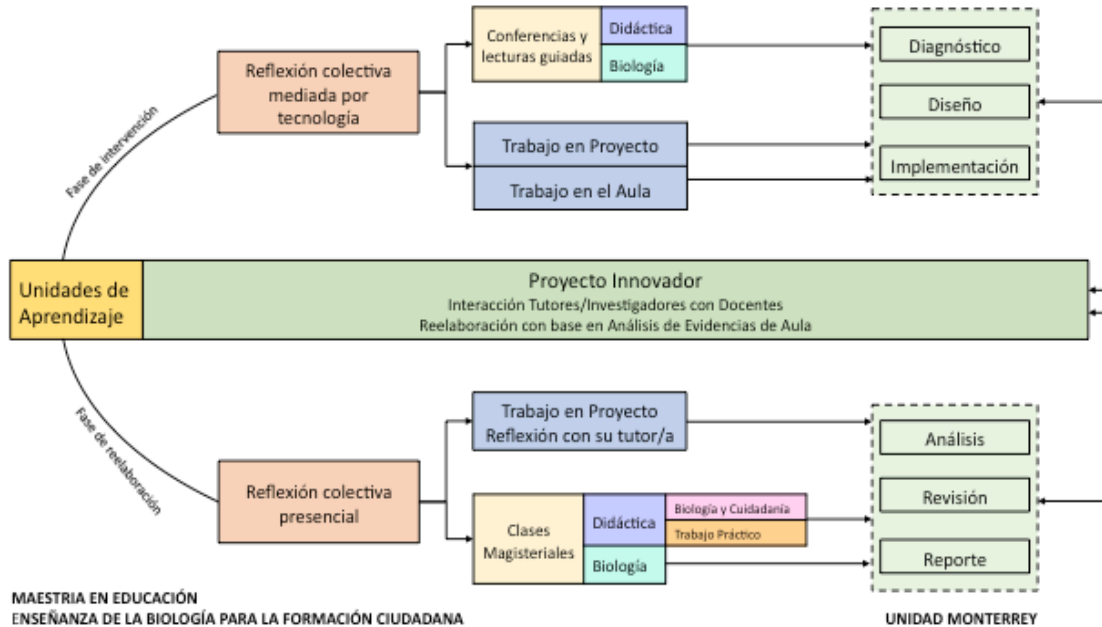 Conferencias y
lecturas guiadas
Didáctica
Biología
Diagnóstico
Reflexión colectiva
mediada por
tecnología
Diseño
Fase de intervención
Trabajo en Proyecto
Trabajo en el Aula
Implementación
Unidades de
Aprendizaje
Proyecto Innovador
Interacción Tutores/Investigadores con Docentes
Reelaboración con base en Análisis de Evidencias de Aula
Fase de reelaboración
Trabajo en Proyecto
Reflexión con su tutor/a
Análisis
Reflexión colectiva
presencial
Clases
Magisteriales
Didáctica
Biología y Cuidadanía
Trabajo Práctico
Biología
Revisión
Reporte
MAESTRIA EN EDUCACIÓN
ENSEÑANZA DE LA BIOLOGÍA PARA LA FORMACIÓN CIUDADANA
UNIDAD MONTERREY